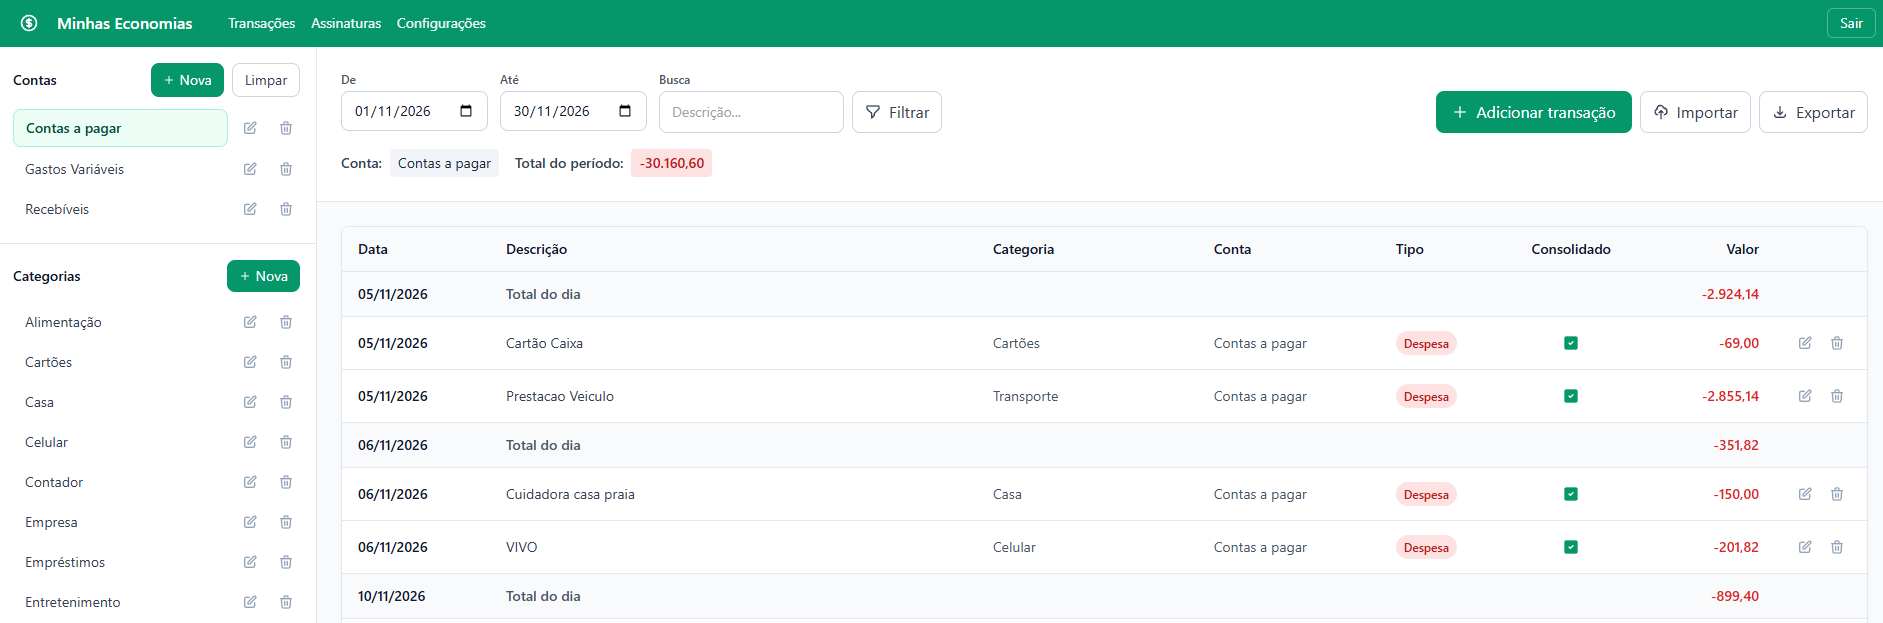 Minhas Economias Transações Assinaturas Configurações Sair
Contas + Nova Limpar
Contas a pagar
Gastos Variáveis
Recebíveis
Categorias + Nova
Alimentação
Cartões
Casa
Celular
Contador
Empresa
Empréstimos
Entretenimento
De Até Busca
01/11/2026 30/11/2026 Descrição... Filtrar + Adicionar transação Importar Exportar
Conta: Contas a pagar Total do período: -30.160,60
Data Descrição Categoria Conta Tipo Consolidado Valor
05/11/2026 Total do dia -2.924,14
05/11/2026 Cartão Caixa Cartões Contas a pagar Despesa -69,00
05/11/2026 Prestacao Veiculo Transporte Contas a pagar Despesa -2.855,14
06/11/2026 Total do dia -351,82
06/11/2026 Cuidadora casa praia Casa Contas a pagar Despesa -150,00
06/11/2026 VIVO Celular Contas a pagar Despesa -201,82
10/11/2026 Total do dia -899,40